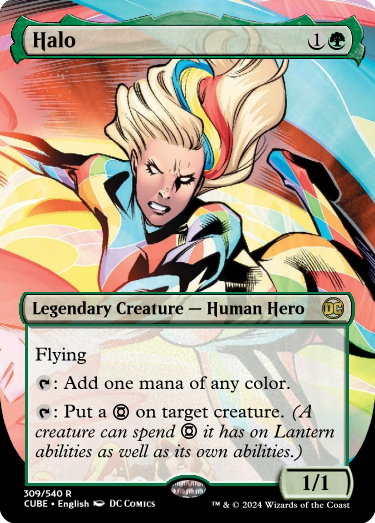 Halo 1
Legendary Creature — Human Hero DC
Flying
: Add one mana of any color.
: Put a on target creature. (A
creature can spend it has on Lantern
abilities as well as its own abilities.)
1/1
309/540 R
CUBE • English DC COMICS ™ & © 2024 Wizards of the Coast